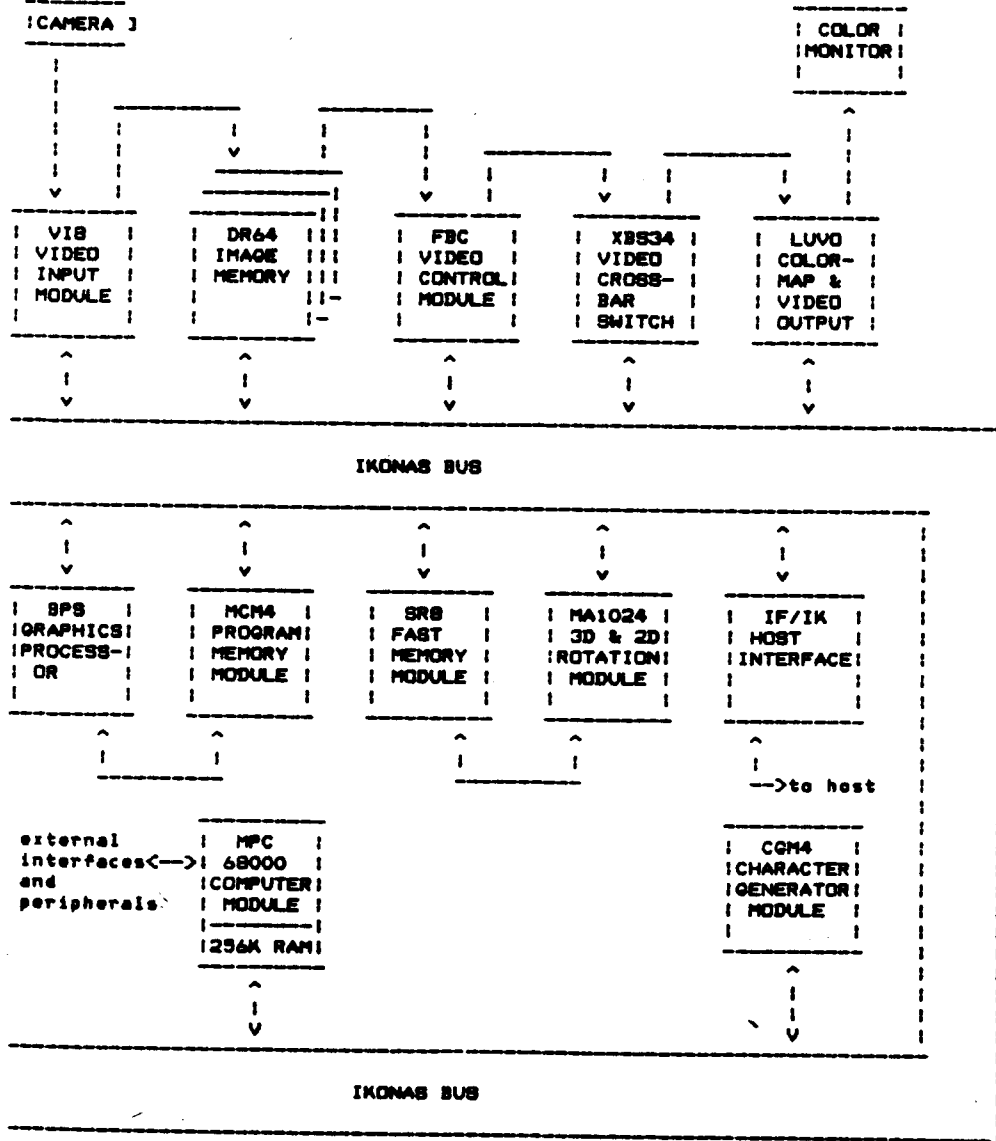 CAMERA
COLOR
MONITOR
VI8
VIDEO
INPUT
MODULE
DR64
IMAGE
MEMORY
FBC
VIDEO
CONTROL
MODULE
XBS34
VIDEO
CROSS-
BAR
SWITCH
LUVO
COLOR-
MAP &
VIDEO
OUTPUT
IKONAS BUS
BPS
GRAPHICS
PROCESS-
OR
MCM4
PROGRAM
MEMORY
MODULE
SR8
FAST
MEMORY
MODULE
MA1024
3D & 2D
ROTATION
MODULE
IF/IK
HOST
INTERFACE
-->to host
external
interfaces<-->
and
peripherals
MPC
68000
COMPUTER
MODULE
256K RAM
CGM4
CHARACTER
GENERATOR
MODULE
IKONAS BUS